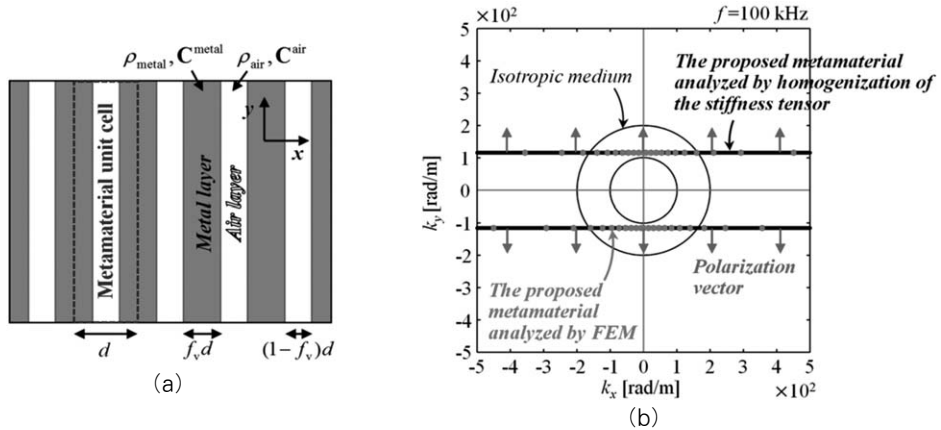 ρmetal, C^metal ρair, C^air
y
x
Metamaterial unit cell
Metal layer
Air layer
d
fvd
(1−fv)d
(a)
×10²
f=100 kHz
Isotropic medium
The proposed metamaterial
analyzed by homogenization of
the stiffness tensor
5
4
3
2
1
0
-1
-2
-3
-4
-5
ky [rad/m]
Polarization
vector
The proposed
metamaterial
analyzed by FEM
-5 -4 -3 -2 -1 0 1 2 3 4 5
kx [rad/m]
×10²
(b)